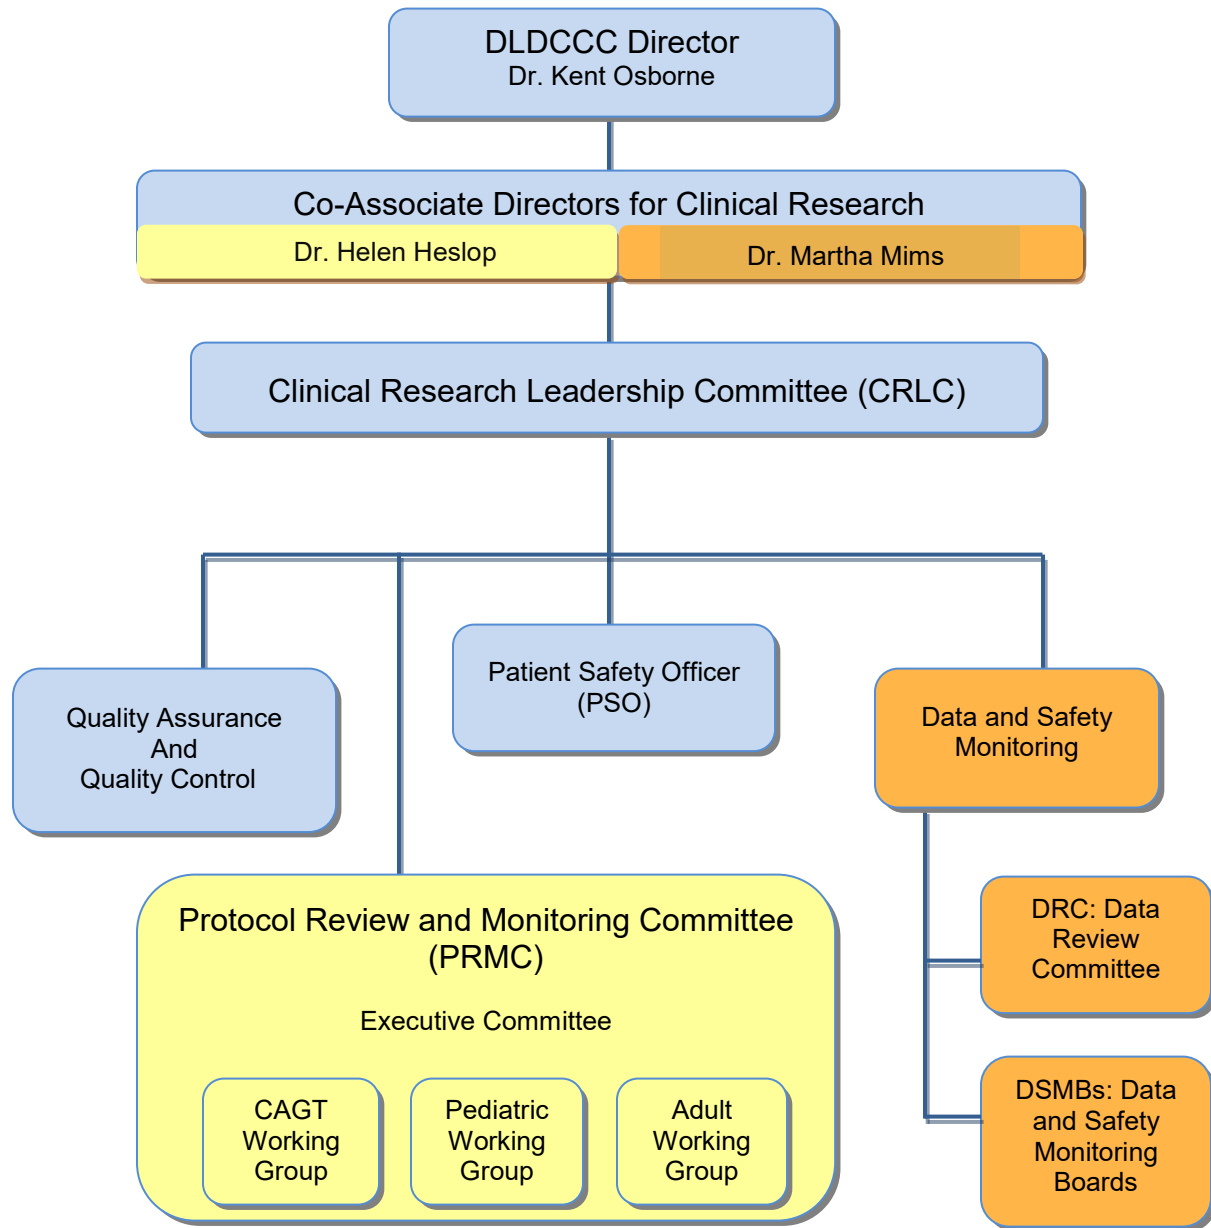 DLDCCC Director
Dr. Kent Osborne
Co-Associate Directors for Clinical Research
Dr. Helen Heslop
Dr. Martha Mims
Clinical Research Leadership Committee (CRLC)
Patient Safety Officer
(PSO)
Quality Assurance
And
Quality Control
Data and Safety
Monitoring
Protocol Review and Monitoring Committee
(PRMC)
Executive Committee
CAGT
Working
Group
Pediatric
Working
Group
Adult
Working
Group
DRC: Data
Review
Committee
DSMBs: Data
and Safety
Monitoring
Boards